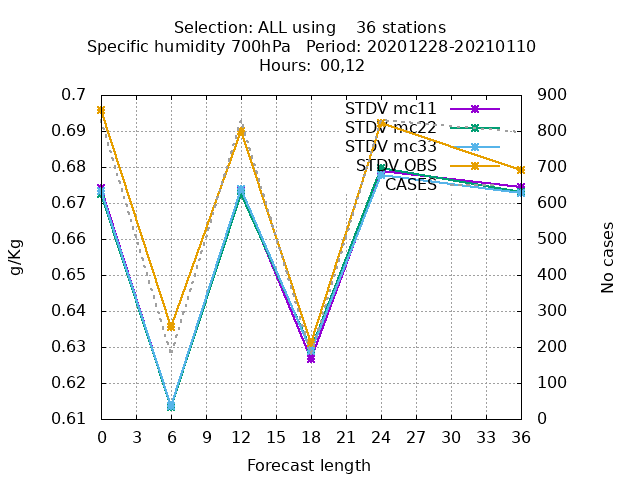 Selection: ALL using    36 stations
Specific humidity 700hPa   Period: 20201228-20210110
Hours: 00,12
0.7
0.69
0.68
0.67
0.66
0.65
0.64
0.63
0.62
0.61
g/Kg
STDV mc11
STDV mc22
STDV mc33
STDV OBS
CASES
900
800
700
600
500
400
300
200
100
0
No cases
0 3 6 9 12 15 18 21 24 27 30 33 36
Forecast length